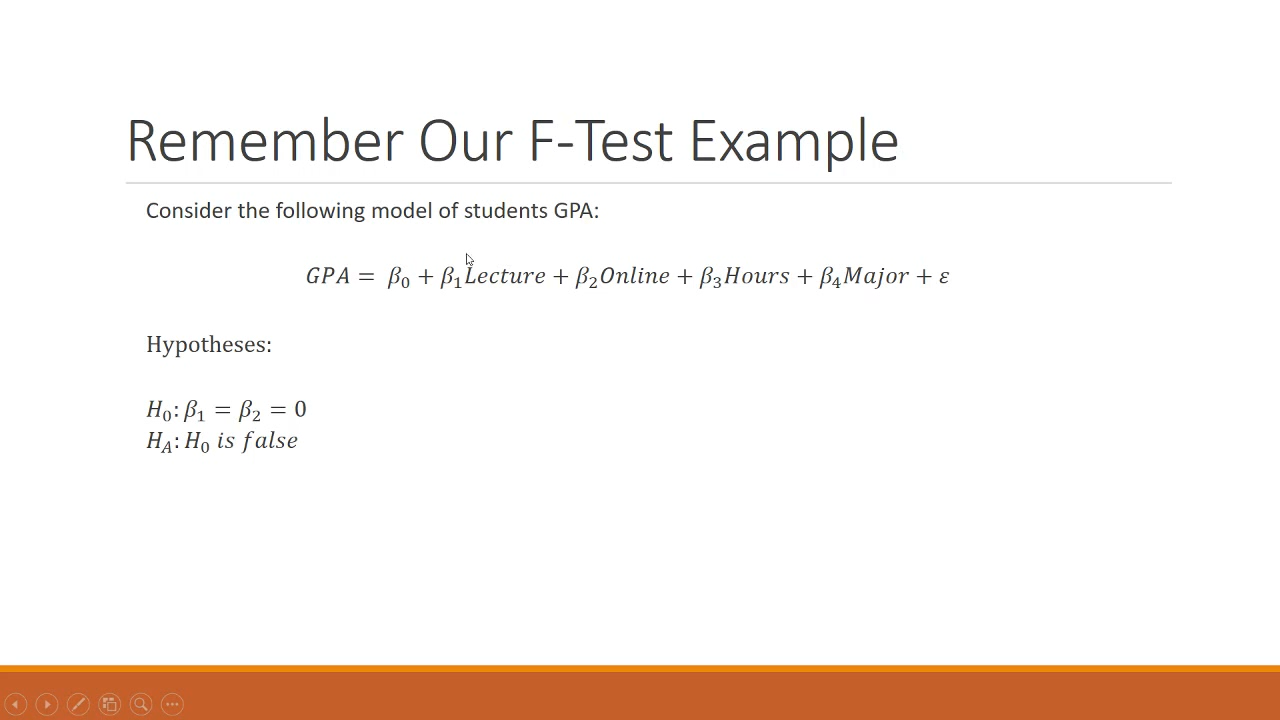 Remember Our F-Test Example
Consider the following model of students GPA:
𝐺𝑃𝐴 = 𝛽₀ + 𝛽₁𝐿𝑒𝑐𝑡𝑢𝑟𝑒 + 𝛽₂𝑂𝑛𝑙𝑖𝑛𝑒 + 𝛽₃𝐻𝑜𝑢𝑟𝑠 + 𝛽₄𝑀𝑎𝑗𝑜𝑟 + 𝜀
Hypotheses:
𝐻₀: 𝛽₁ = 𝛽₂ = 0
𝐻_𝐴: 𝐻₀ 𝑖𝑠 𝑓𝑎𝑙𝑠𝑒